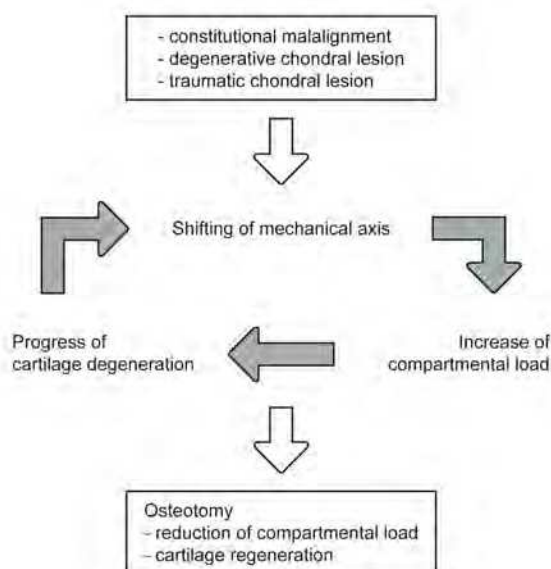 - constitutional malalignment
- degenerative chondral lesion
- traumatic chondral lesion
Shifting of mechanical axis
Progress of
cartilage degeneration
Increase of
compartmental load
Osteotomy
– reduction of compartmental load
– cartilage regeneration